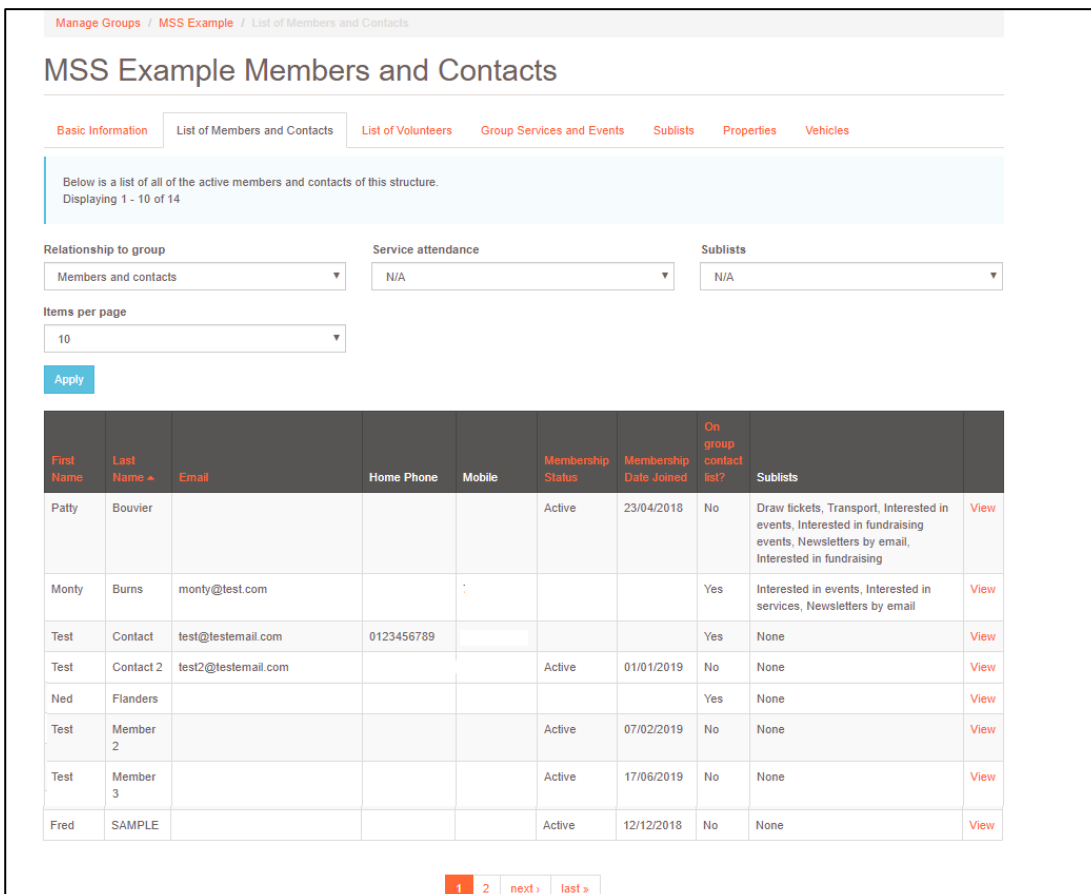 Manage Groups / MSS Example / List of Members and Contacts
MSS Example Members and Contacts
Basic Information List of Members and Contacts List of Volunteers Group Services and Events Sublists Properties Vehicles
Below is a list of all of the active members and contacts of this structure.
Displaying 1 - 10 of 14
Relationship to group Service attendance Sublists
Members and contacts N/A N/A
Items per page
10
Apply
First Name Last Name Email Home Phone Mobile Membership Status Membership Date Joined On group contact list? Sublists
Patty Bouvier Active 23/04/2018 No Draw tickets, Transport, Interested in View
events, Interested in fundraising
events, Newsletters by email,
Interested in fundraising
Monty Burns monty@test.com Yes Interested in events, Interested in View
services, Newsletters by email
Test Contact test@testemail.com 0123456789 Yes None View
Test Contact 2 test2@testemail.com Active 01/01/2019 No None View
Ned Flanders Yes None View
Test Member Active 07/02/2019 No None View
2
Test Member Active 17/06/2019 No None View
3
Fred SAMPLE Active 12/12/2018 No None View
1 2 next › last »